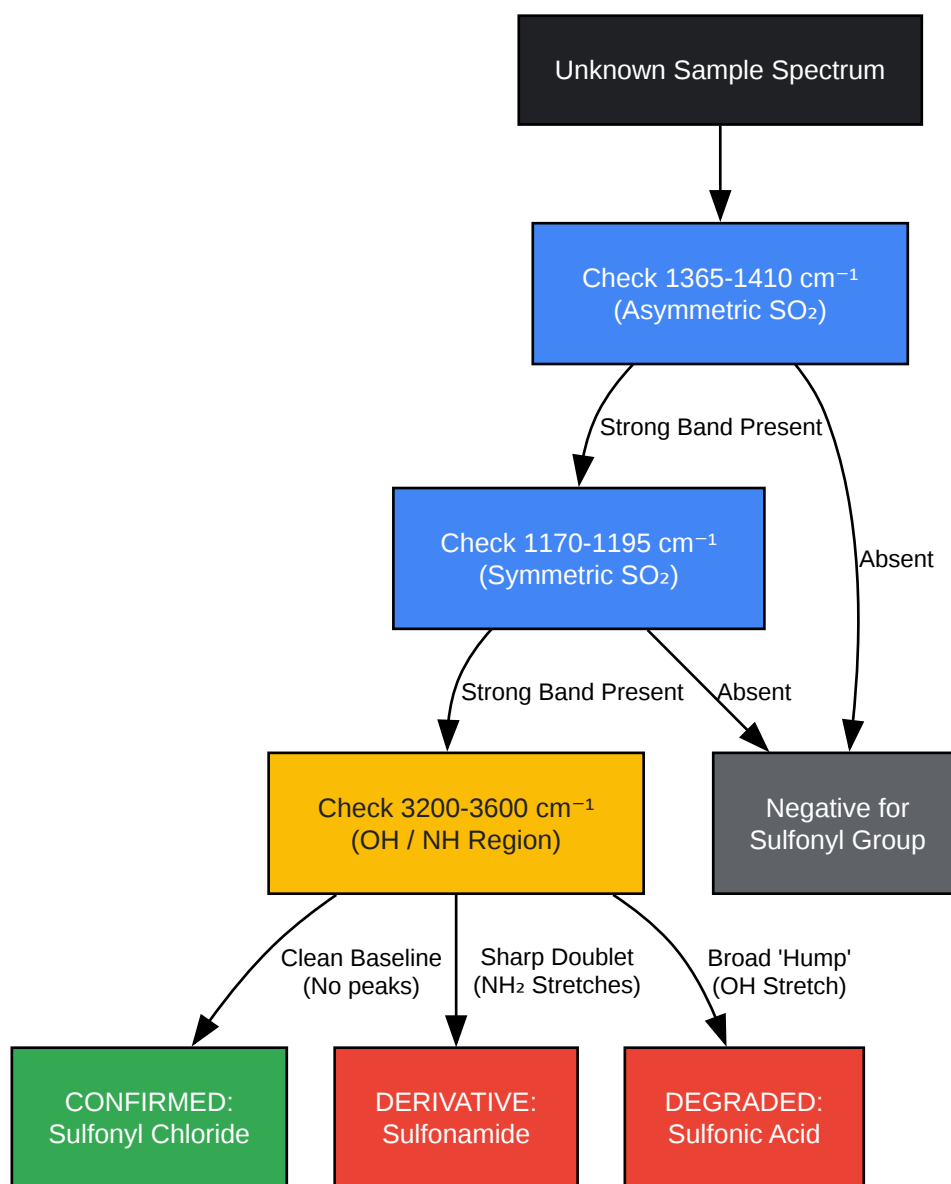 Unknown Sample Spectrum
Check 1365-1410 cm⁻¹
(Asymmetric SO₂)
Strong Band Present
Check 1170-1195 cm⁻¹
(Symmetric SO₂)
Absent
Strong Band Present
Absent
Check 3200-3600 cm⁻¹
(OH / NH Region)
Negative for
Sulfonyl Group
Clean Baseline
(No peaks)
Sharp Doublet
(NH₂ Stretches)
Broad 'Hump'
(OH Stretch)
CONFIRMED:
Sulfonyl Chloride
DERIVATIVE:
Sulfonamide
DEGRADED:
Sulfonic Acid